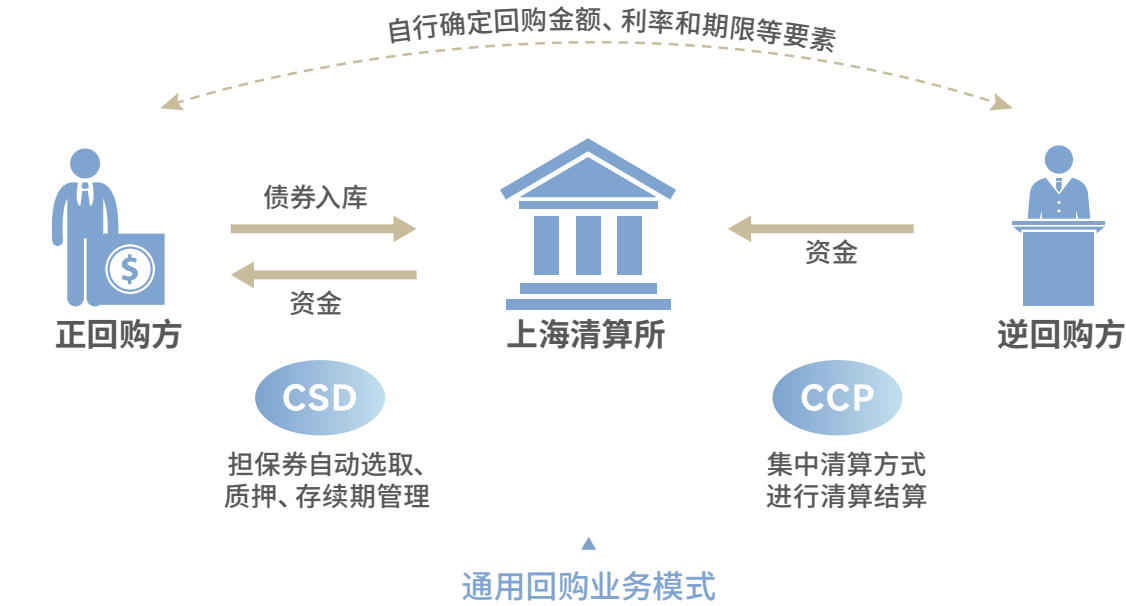 自行确定回购金额、利率和期限等要素
债券入库
资金
资金
$
正回购方
上海清算所
逆回购方
CSD
CCP
担保券自动选取、
质押、存续期管理
集中清算方式
进行清算结算
通用回购业务模式